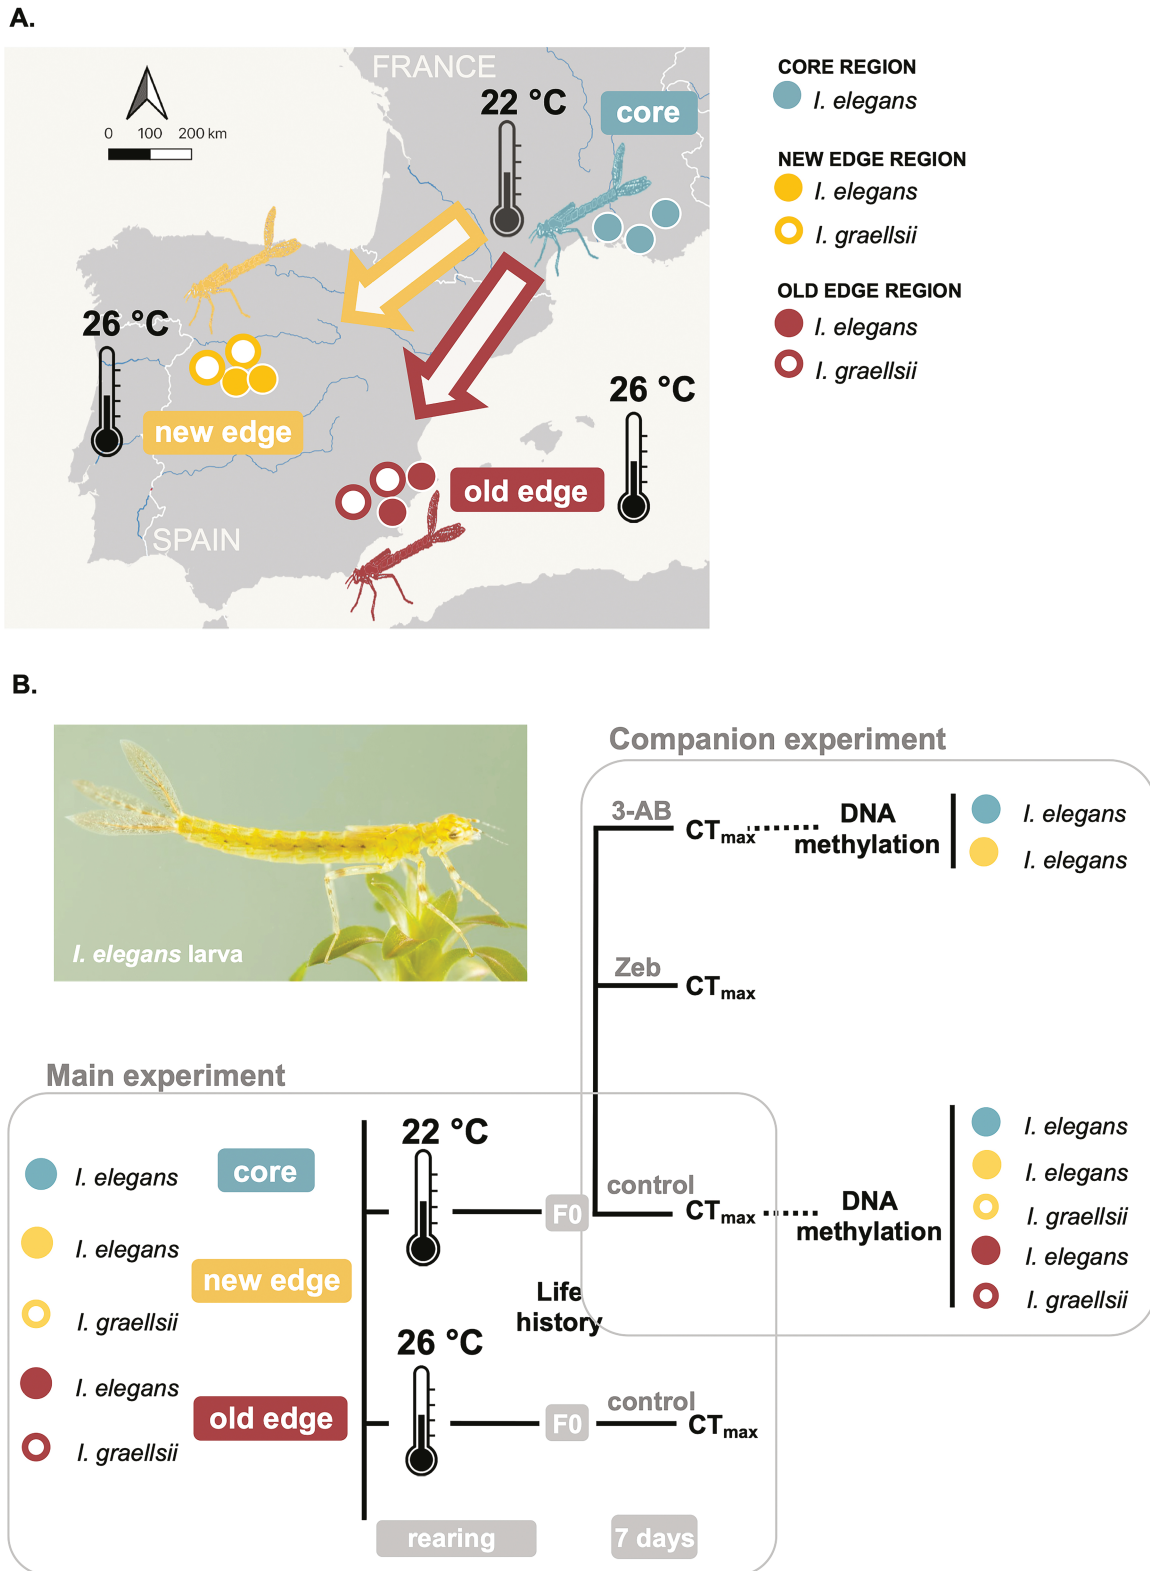 A.
FRANCE
22 °C
core
0 100 200 km
26 °C
new edge
26 °C
old edge
SPAIN
CORE REGION
I. elegans
NEW EDGE REGION
I. elegans
I. graellsii
OLD EDGE REGION
I. elegans
I. graellsii
B.
I. elegans larva
Companion experiment
3-AB
CTmax
DNA
methylation
I. elegans
I. elegans
Zeb
CTmax
Main experiment
I. elegans
core
I. elegans
new edge
I. graellsii
I. elegans
old edge
I. graellsii
22 °C
F0
control
CTmax
DNA
methylation
I. elegans
I. elegans
I. graellsii
I. elegans
I. graellsii
Life
history
26 °C
F0
control
CTmax
rearing
7 days